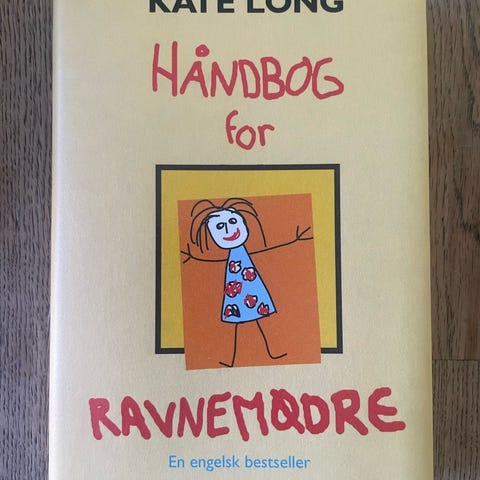 KATE LONG
HÅNDBOG
for
RAVNEMØDRE
En engelsk bestseller